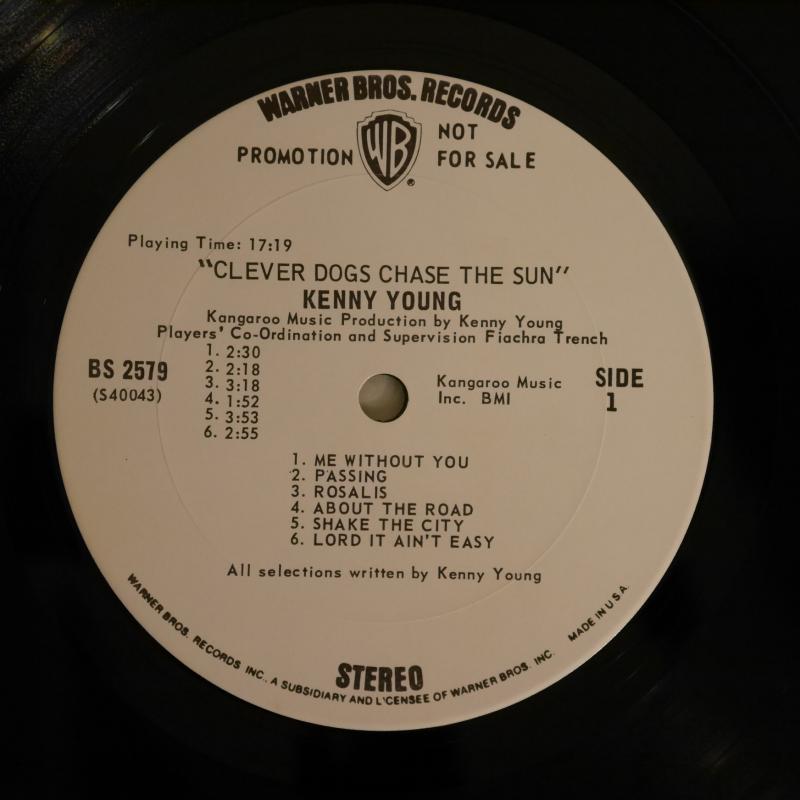 WARNER BROS. RECORDS
PROMOTION WB ® NOT FOR SALE
Playing Time: 17:19
"CLEVER DOGS CHASE THE SUN"
KENNY YOUNG
Kangaroo Music Production by Kenny Young
Players' Co-Ordination and Supervision Fiachra Trench
BS 2579
(S40043)
1. 2:30
2. 2:18
3. 3:18
4. 1:52
5. 3:53
6. 2:55
Kangaroo Music
Inc. BMI
SIDE
1
1. ME WITHOUT YOU
2. PASSING
3. ROSALIS
4. ABOUT THE ROAD
5. SHAKE THE CITY
6. LORD IT AIN'T EASY
All selections written by Kenny Young
STEREO
WARNER BROS. RECORDS INC., A SUBSIDIARY AND LICENSEE OF WARNER BROS. INC. MADE IN U.S.A.